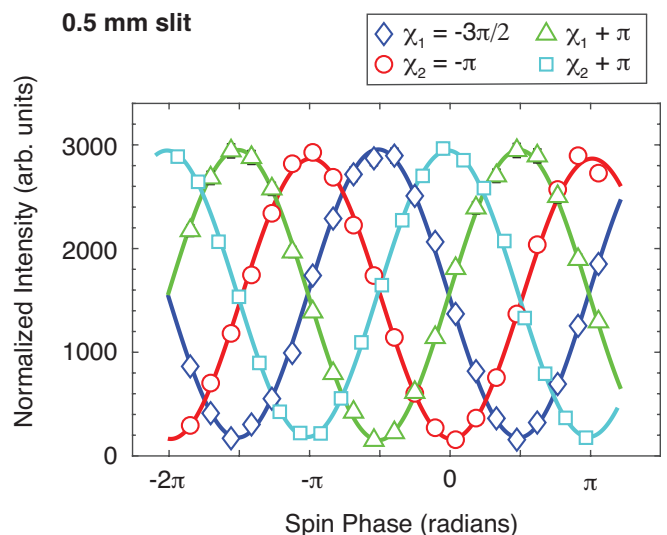 0.5 mm slit
χ₁ = -3π/2
χ₁ + π
χ₂ = -π
χ₂ + π
Normalized Intensity (arb. units)
3000
2000
1000
0
-2π
-π
0
π
Spin Phase (radians)